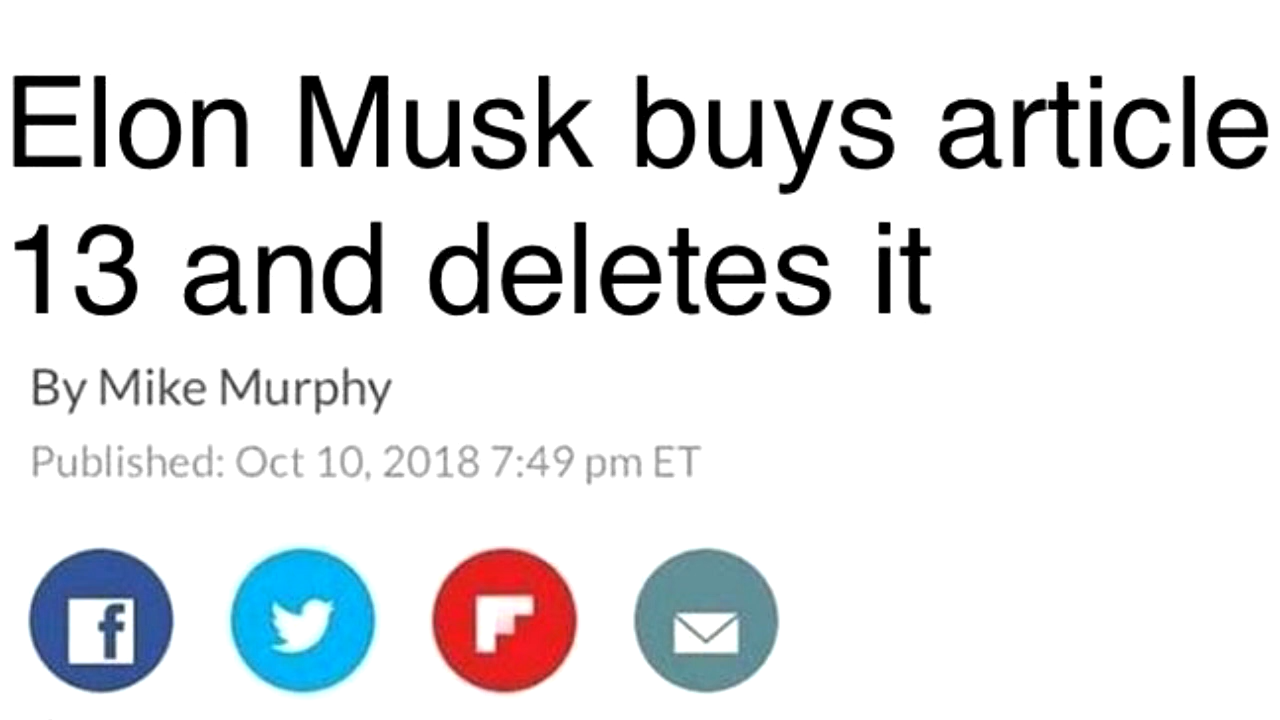 Elon Musk buys article
13 and deletes it
By Mike Murphy
Published: Oct 10, 2018 7:49 pm ET